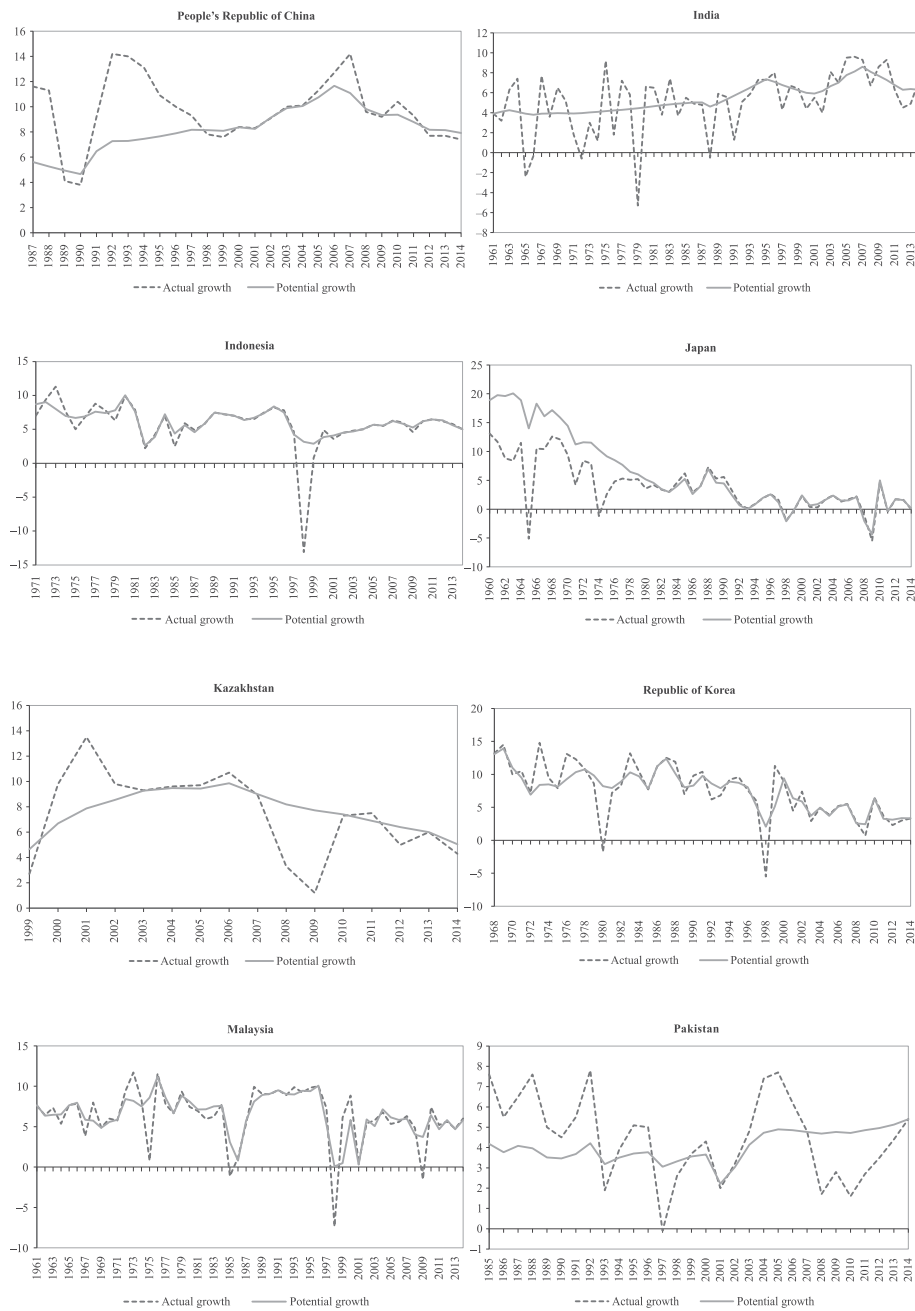 People's Republic of China
16
14
12
10
8
6
4
2
0
1987 1988 1989 1990 1991 1992 1993 1994 1995 1996 1997 1998 1999 2000 2001 2002 2003 2004 2005 2006 2007 2008 2009 2010 2011 2012 2013 2014
Actual growth Potential growth
India
12
10
8
6
4
2
0
−2
−4
−6
−8
1961 1963 1965 1967 1969 1971 1973 1975 1977 1979 1981 1983 1985 1987 1989 1991 1993 1995 1997 1999 2001 2003 2005 2007 2009 2011 2013
Actual growth Potential growth
Indonesia
15
10
5
0
−5
−10
−15
1971 1973 1975 1977 1979 1981 1983 1985 1987 1989 1991 1993 1995 1997 1999 2001 2003 2005 2007 2009 2011 2013
Actual growth Potential growth
Japan
25
20
15
10
5
0
−5
−10
1960 1962 1964 1966 1968 1970 1972 1974 1976 1978 1980 1982 1984 1986 1988 1990 1992 1994 1996 1998 2000 2002 2004 2006 2008 2010 2012 2014
Actual growth Potential growth
Kazakhstan
16
14
12
10
8
6
4
2
0
1999 2000 2001 2002 2003 2004 2005 2006 2007 2008 2009 2010 2011 2012 2013 2014
Actual growth Potential growth
Republic of Korea
20
15
10
5
0
−5
−10
1968 1970 1972 1974 1976 1978 1980 1982 1984 1986 1988 1990 1992 1994 1996 1998 2000 2002 2004 2006 2008 2010 2012 2014
Actual growth Potential growth
Malaysia
15
10
5
0
−5
−10
1961 1963 1965 1967 1969 1971 1973 1975 1977 1979 1981 1983 1985 1987 1989 1991 1993 1995 1997 1999 2001 2003 2005 2007 2009 2011 2013
Actual growth Potential growth
Pakistan
9
8
7
6
5
4
3
2
1
0
−1
1985 1986 1987 1988 1989 1990 1991 1992 1993 1994 1995 1996 1997 1998 1999 2000 2001 2002 2003 2004 2005 2006 2007 2008 2009 2010 2011 2012 2013 2014
Actual growth Potential growth